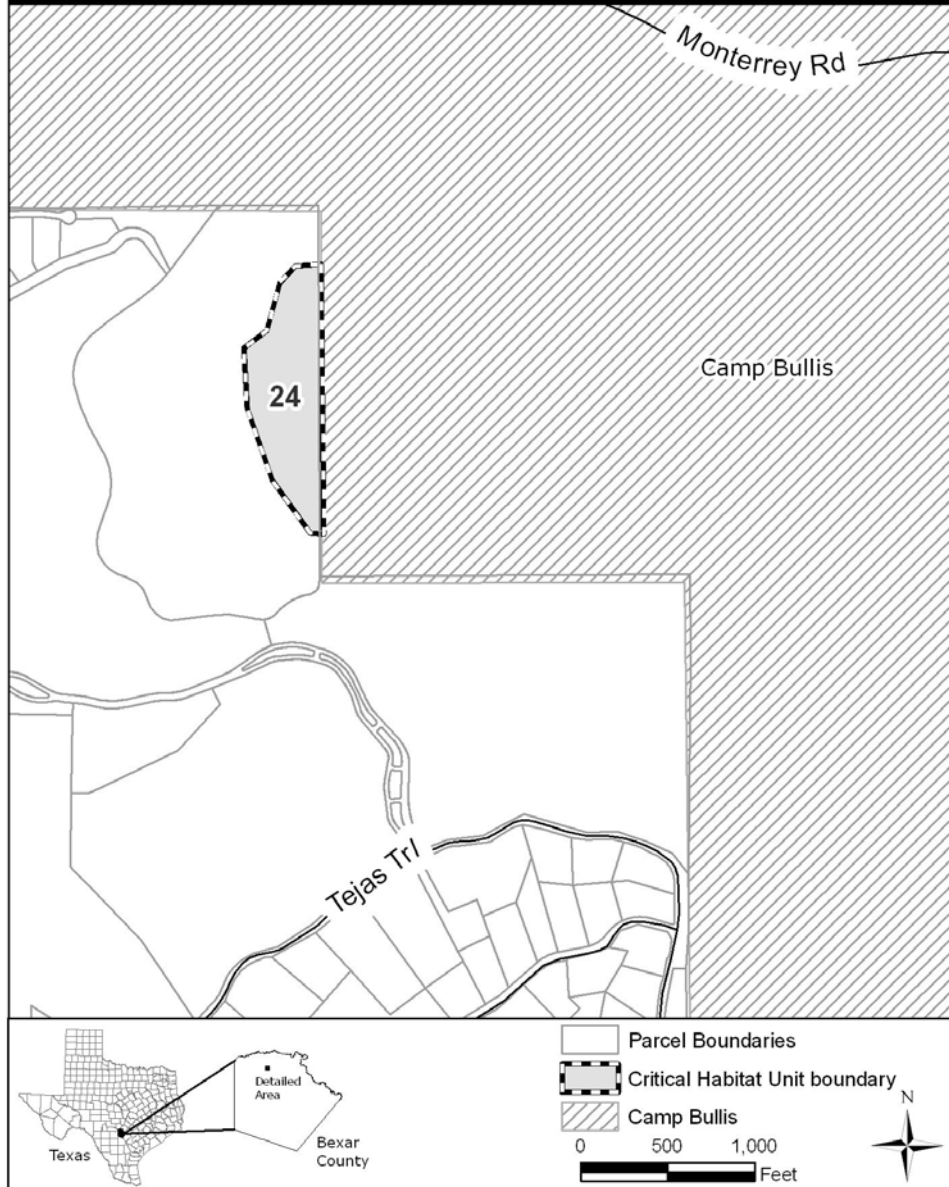 Monterrey Rd
Camp Bullis
24
Tejas Trl
Texas
Detailed
Area
Bexar
County
Parcel Boundaries
Critical Habitat Unit boundary
Camp Bullis
0 500 1,000
Feet
N